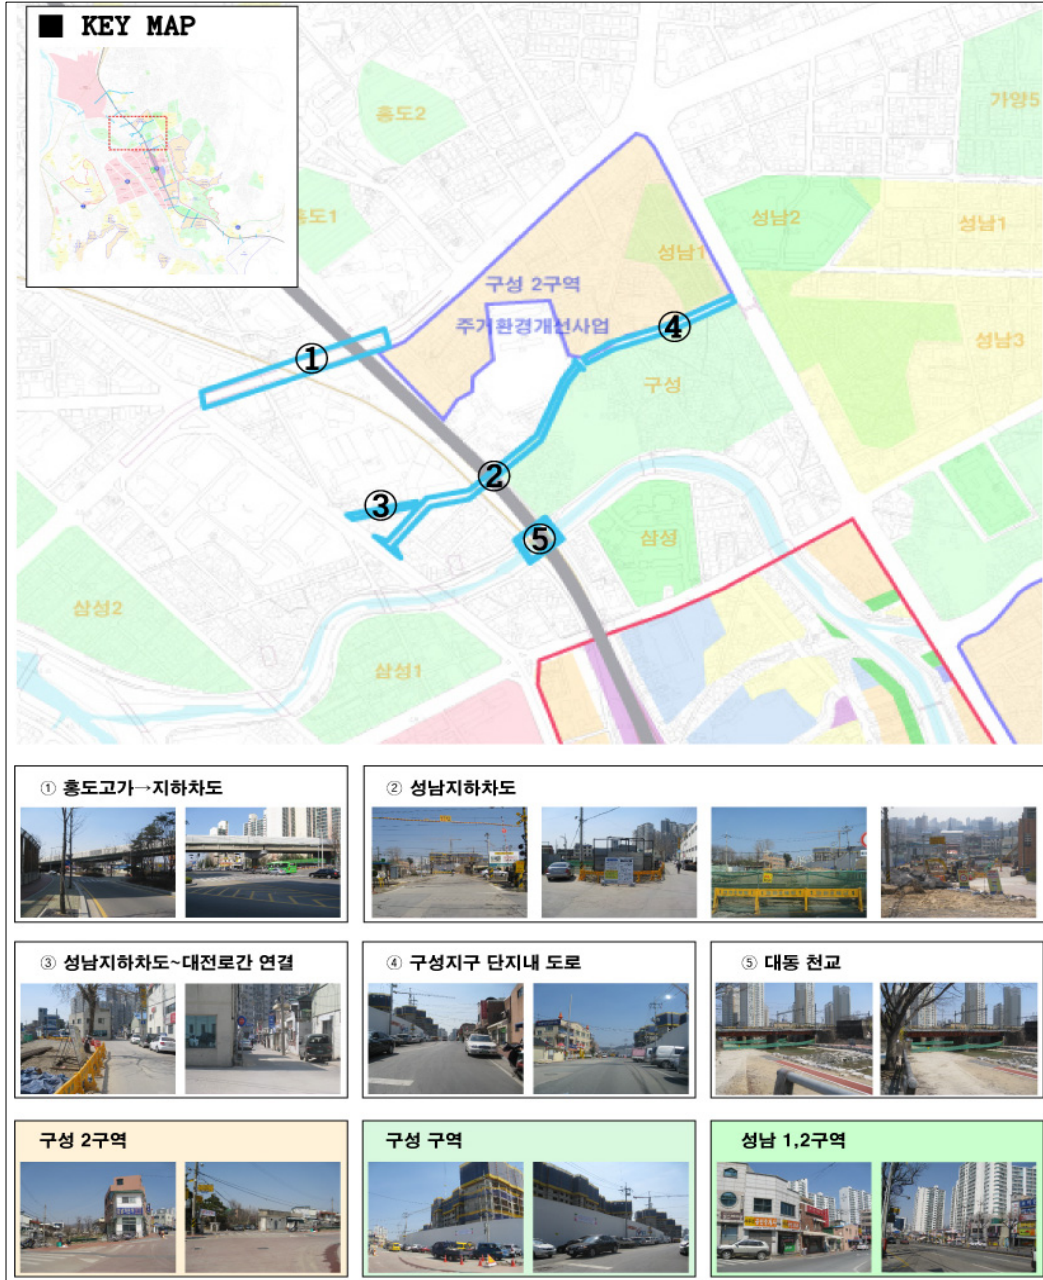 ■ KEY MAP
홍도2
가양5
홍도1
성남2
성남1
성남1
구성 2구역
주거환경개선사업
①
④
성남3
구성
②
③
⑤
삼성
삼성2
삼성1
① 홍도고가→지하차도
② 성남지하차도
③ 성남지하차도~대전로간 연결
④ 구성지구 단지내 도로
⑤ 대동 천교
구성 2구역
구성 구역
성남 1,2구역